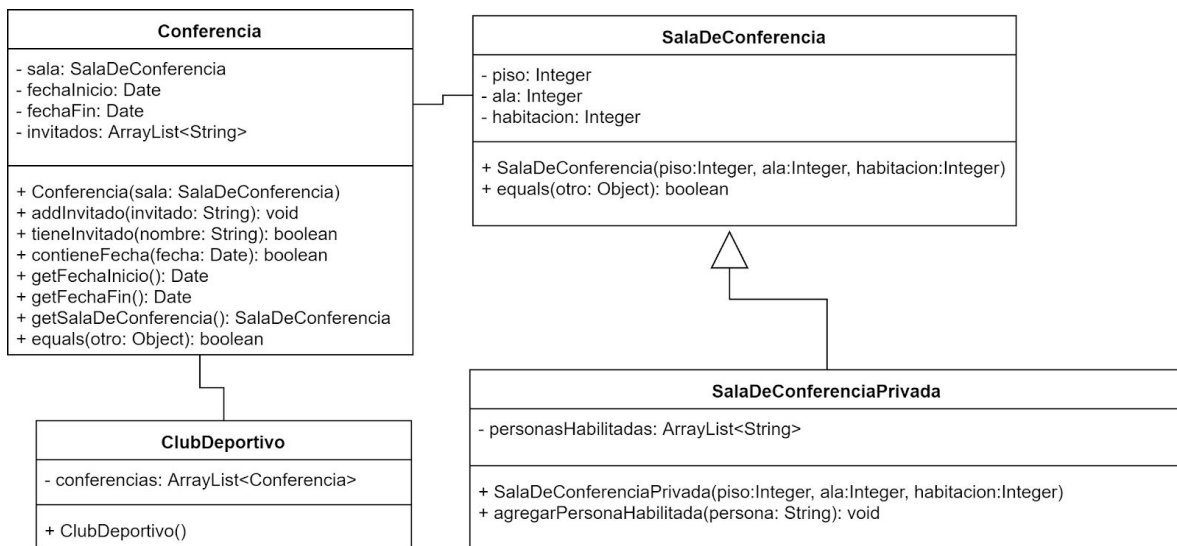 Conferencia
- sala: SalaDeConferencia
- fechaInicio: Date
- fechaFin: Date
- invitados: ArrayList<String>
+ Conferencia(sala: SalaDeConferencia)
+ addInvitado(invitado: String): void
+ tieneInvitado(nombre: String): boolean
+ contieneFecha(fecha: Date): boolean
+ getFechaInicio(): Date
+ getFechaFin(): Date
+ getSalaDeConferencia(): SalaDeConferencia
+ equals(otro: Object): boolean
SalaDeConferencia
- piso: Integer
- ala: Integer
- habitacion: Integer
+ SalaDeConferencia(piso:Integer, ala:Integer, habitacion:Integer)
+ equals(otro: Object): boolean
ClubDeportivo
- conferencias: ArrayList<Conferencia>
+ ClubDeportivo()
SalaDeConferenciaPrivada
- personasHabilitadas: ArrayList<String>
+ SalaDeConferenciaPrivada(piso:Integer, ala:Integer, habitacion:Integer)
+ agregarPersonaHabilitada(persona: String): void